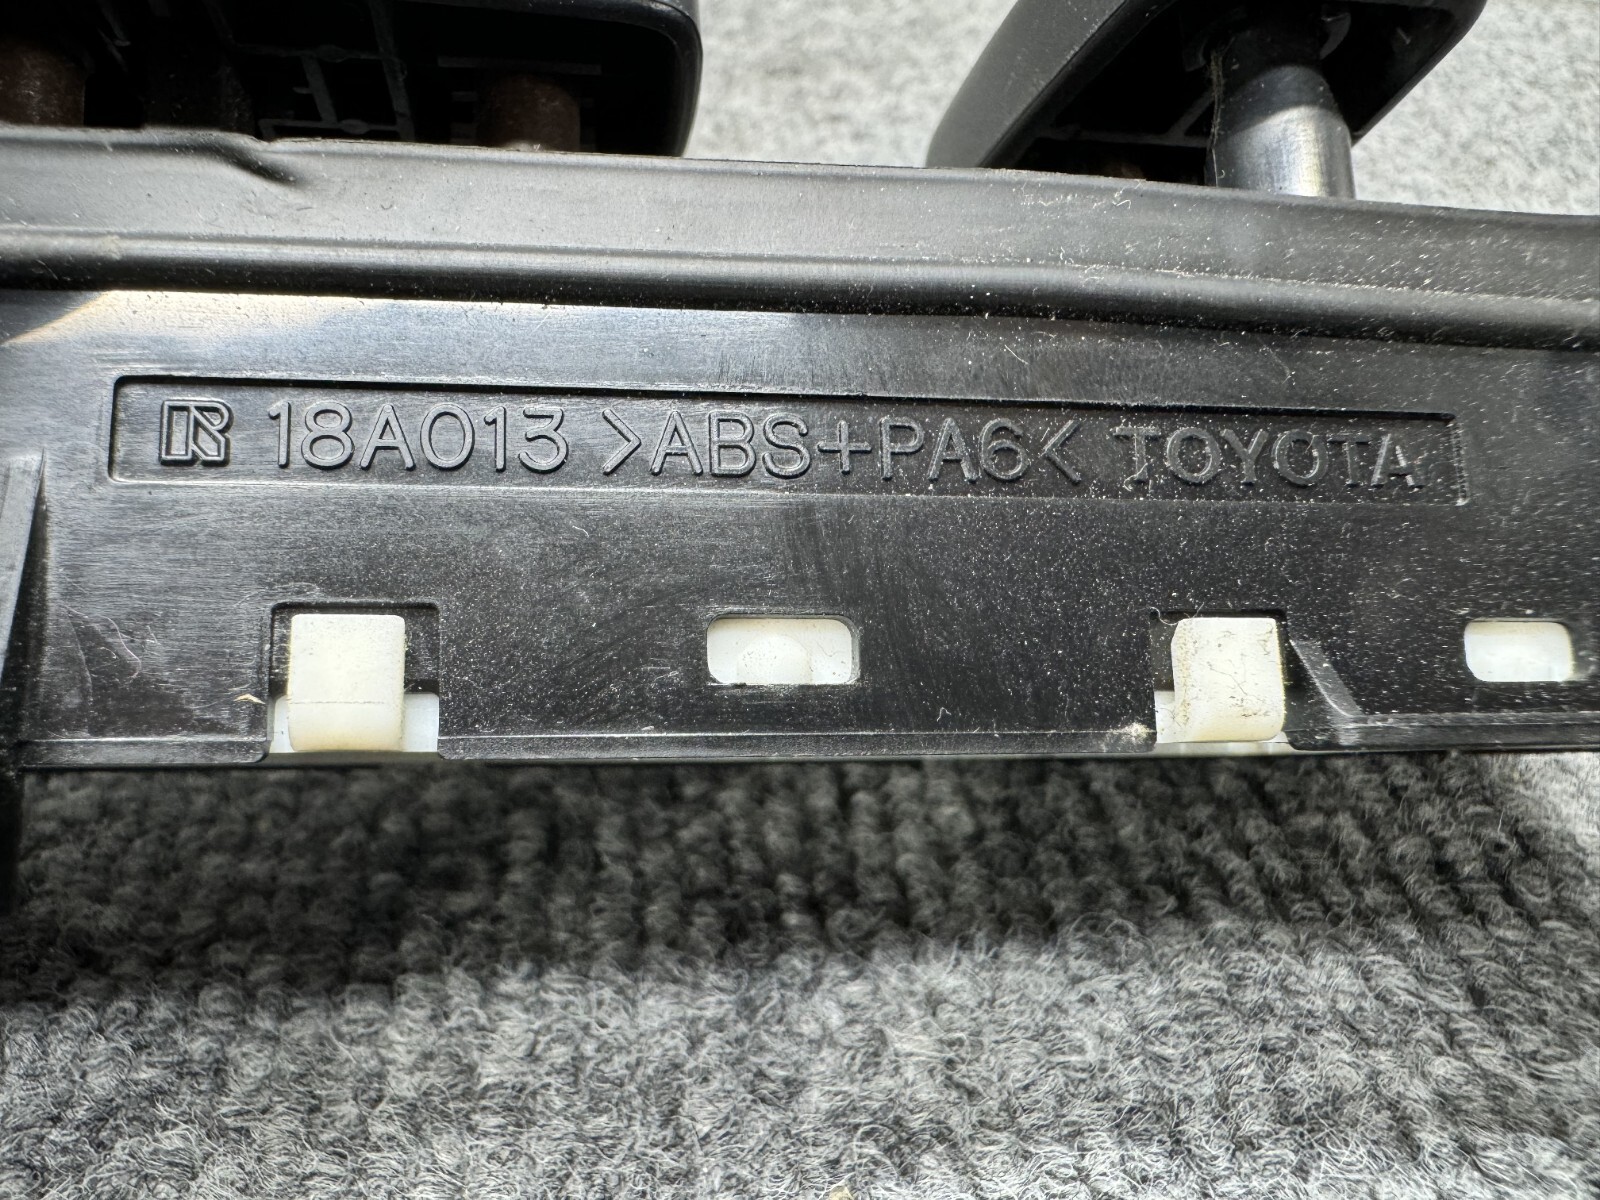 R 18A013 >ABS+PA6< TOYOTA